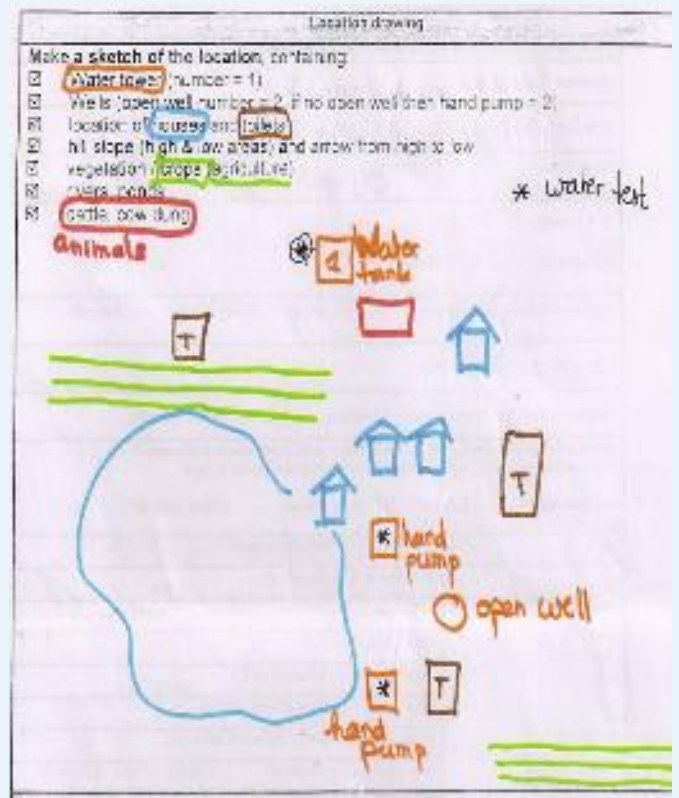 Location drawing
Make a sketch of the location, containing
Water tower (number = 1)
Wells (open well number = 2, if no open well then hand pump = 2)
location of houses and toilets
hill slope (high & low areas) and arrow from high to low
vegetation / crops (agriculture)
rivers, ponds
cattle, cow dung
animals
* water test
1 Water tank
T
T
* hand pump
open well
* T
hand pump